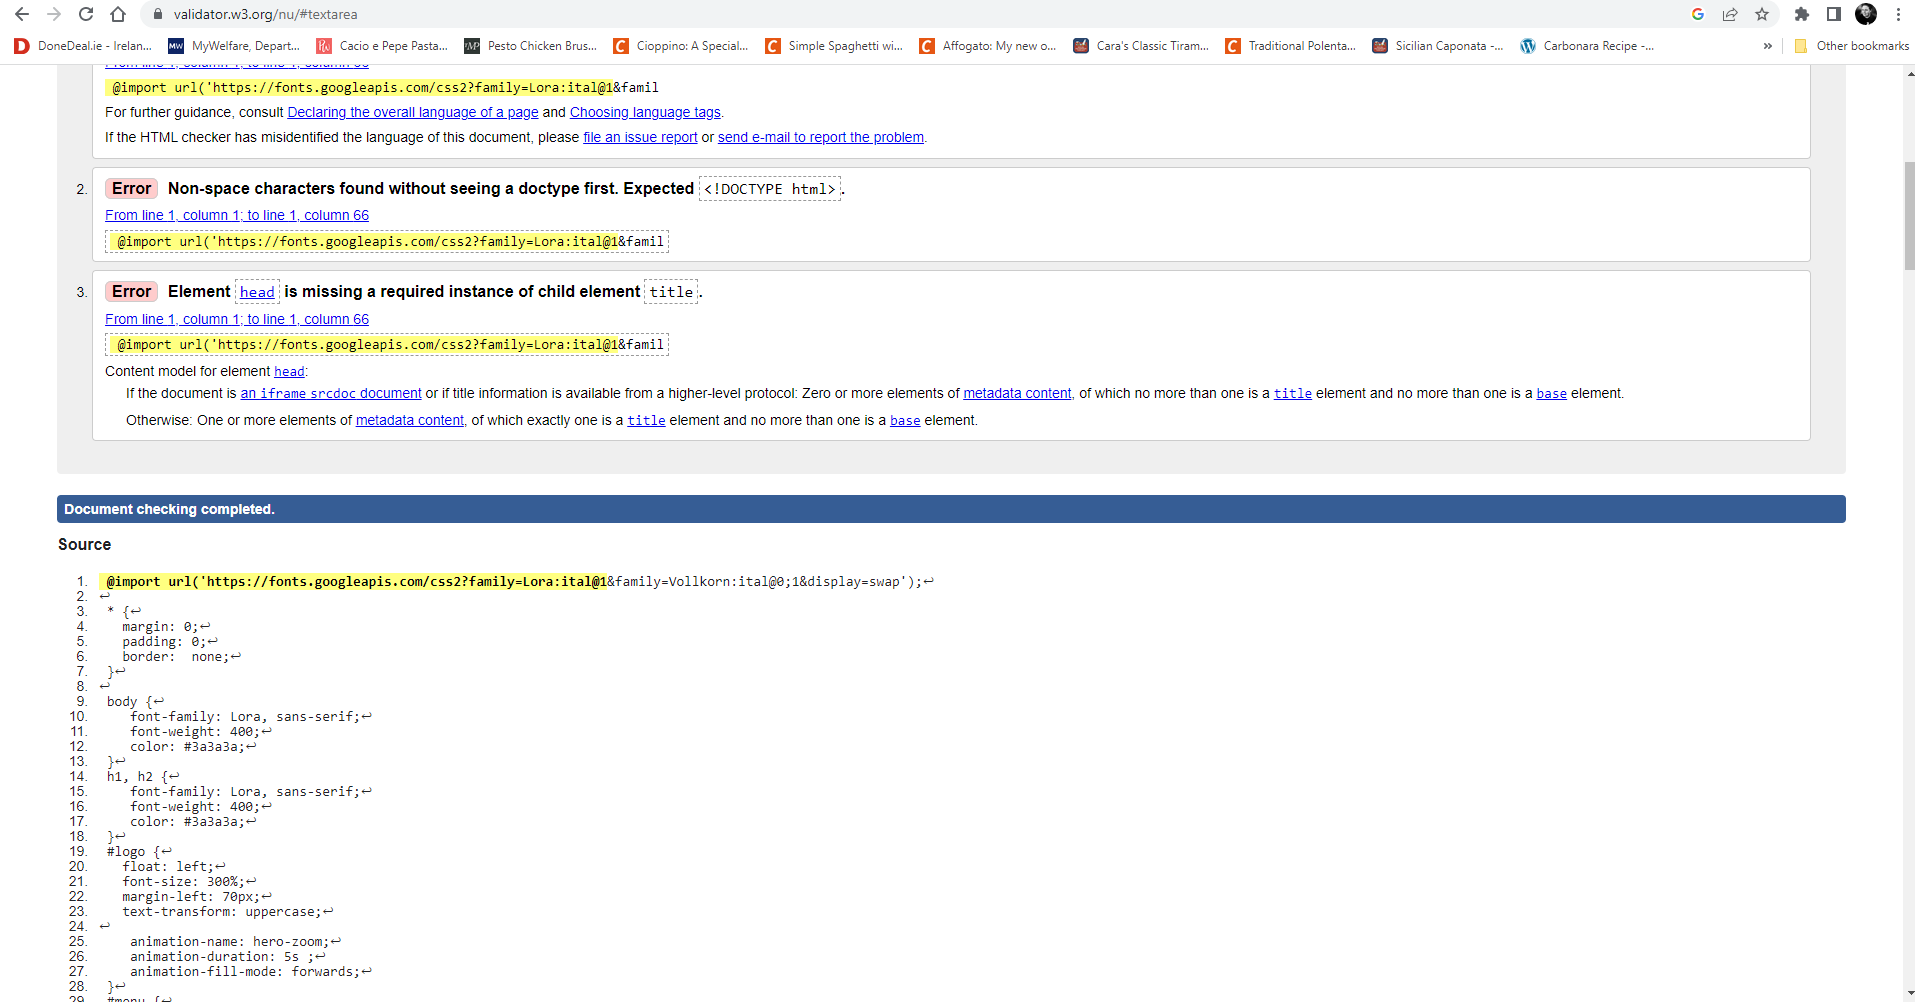 validator.w3.org/nu/#textarea
DoneDeal.ie - Irelan... MyWelfare, Depart... Cacio e Pepe Pasta... Pesto Chicken Brus... Cioppino: A Special... Simple Spaghetti wi... Affogato: My new o... Cara's Classic Tiram... Traditional Polenta... Sicilian Caponata -... Carbonara Recipe -... » Other bookmarks
From line 1, column 1; to line 1, column 66
@import url('https://fonts.googleapis.com/css2?family=Lora:ital@1&famil
For further guidance, consult Declaring the overall language of a page and Choosing language tags.
If the HTML checker has misidentified the language of this document, please file an issue report or send e-mail to report the problem.
2. Error Non-space characters found without seeing a doctype first. Expected <!DOCTYPE html>.
From line 1, column 1; to line 1, column 66
@import url('https://fonts.googleapis.com/css2?family=Lora:ital@1&famil
3. Error Element head is missing a required instance of child element title.
From line 1, column 1; to line 1, column 66
@import url('https://fonts.googleapis.com/css2?family=Lora:ital@1&famil
Content model for element head:
If the document is an iframe srcdoc document or if title information is available from a higher-level protocol: Zero or more elements of metadata content, of which no more than one is a title element and no more than one is a base element.
Otherwise: One or more elements of metadata content, of which exactly one is a title element and no more than one is a base element.
Document checking completed.
Source
1. @import url('https://fonts.googleapis.com/css2?family=Lora:ital@1&family=Vollkorn:ital@0;1&display=swap');↩
2. ↩
3. * {↩
4. margin: 0;↩
5. padding: 0;↩
6. border:  none;↩
7. }↩
8. ↩
9. body {↩
10. font-family: Lora, sans-serif;↩
11. font-weight: 400;↩
12. color: #3a3a3a;↩
13. }↩
14. h1, h2 {↩
15. font-family: Lora, sans-serif;↩
16. font-weight: 400;↩
17. color: #3a3a3a;↩
18. }↩
19. #logo {↩
20. float: left;↩
21. font-size: 300%;↩
22. margin-left: 70px;↩
23. text-transform: uppercase;↩
24. ↩
25. animation-name: hero-zoom;↩
26. animation-duration: 5s ;↩
27. animation-fill-mode: forwards;↩
28. }↩
29. #menu {↩